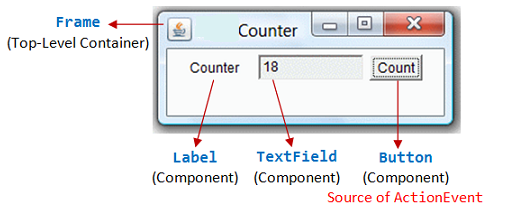 Frame
(Top-Level Container)
Counter
Counter 18 Count
Label TextField Button
(Component) (Component) (Component)
Source of ActionEvent